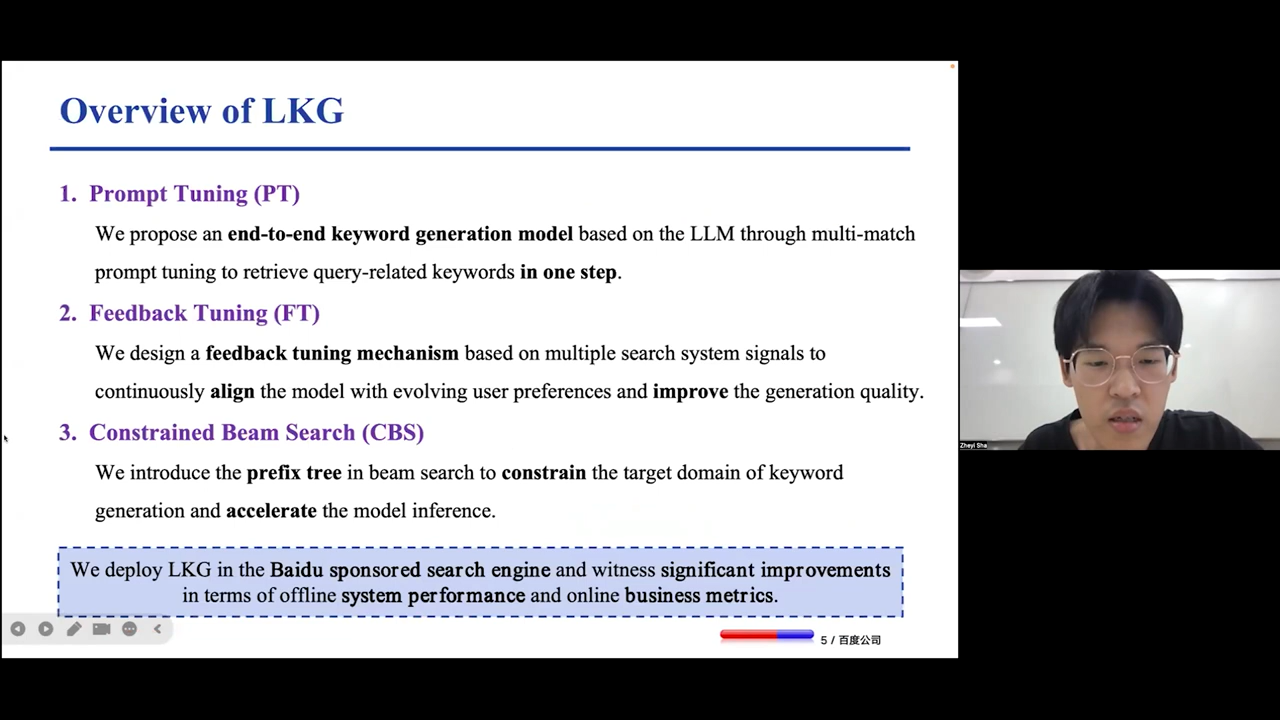 Overview of LKG
1. Prompt Tuning (PT)
We propose an end-to-end keyword generation model based on the LLM through multi-match
prompt tuning to retrieve query-related keywords in one step.
2. Feedback Tuning (FT)
We design a feedback tuning mechanism based on multiple search system signals to
continuously align the model with evolving user preferences and improve the generation quality.
3. Constrained Beam Search (CBS)
We introduce the prefix tree in beam search to constrain the target domain of keyword
generation and accelerate the model inference.
We deploy LKG in the Baidu sponsored search engine and witness significant improvements
in terms of offline system performance and online business metrics.
5 / 百度公司
Zheyi Sha